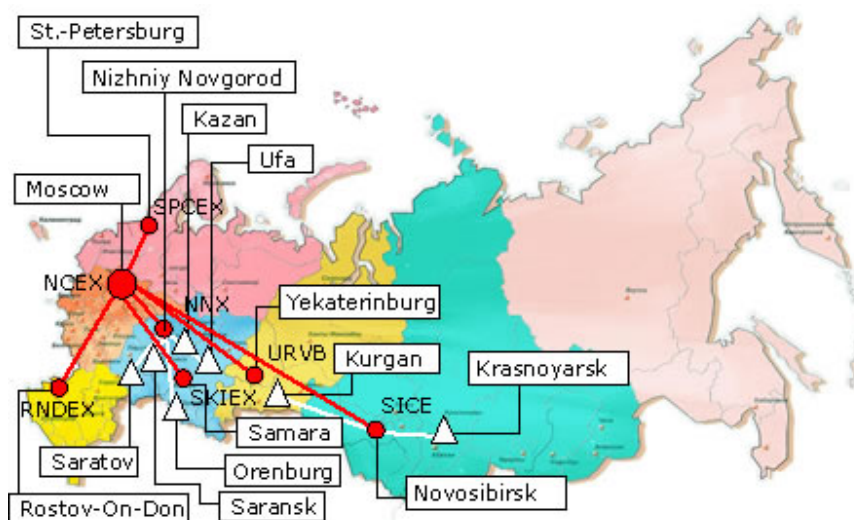 St.-Petersburg
Nizhniy Novgorod
Kazan
Ufa
Moscow
SPCEX
NCEX
NNX
Yekaterinburg
URVB
Kurgan
Krasnoyarsk
RNDEX
SKIEX
SICE
Samara
Saratov
Orenburg
Novosibirsk
Rostov-On-Don
Saransk